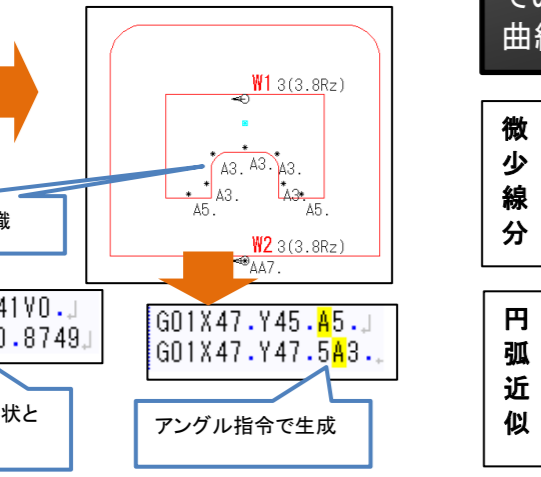 W1 3(3.8Rz)
A3. A3. A3.
A3. A3.
A5. A5.
W2 3(3.8Rz)
AA7.
識
41V0.
0.8749
状と
G01X47.Y45.A5.
G01X47.Y47.5A3.
アングル指令で生成
曲
微少線分
円弧近似